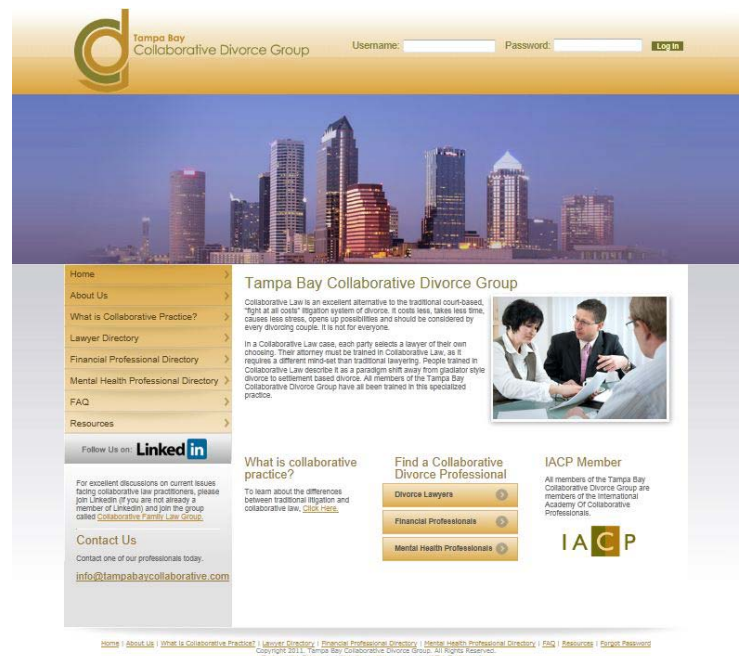 Tampa Bay
Collaborative Divorce Group
Username:
Password:
Log In
Home
About Us
What is Collaborative Practice?
Lawyer Directory
Financial Professional Directory
Mental Health Professional Directory
FAQ
Resources
Follow Us on: Linked in
For excellent discussions on current issues
facing collaborative law practitioners, please
join LinkedIn (if you are not already a
member of LinkedIn) and join the group
called Collaborative Family Law Group.
Contact Us
Contact one of our professionals today.
info@tampabaycollaborative.com
Tampa Bay Collaborative Divorce Group
Collaborative Law is an excellent alternative to the traditional court-based,
"fight at all costs" litigation system of divorce. It costs less, takes less time,
causes less stress, opens up possibilities and should be considered by
every divorcing couple. It is not for everyone.
In a Collaborative Law case, each party selects a lawyer of their own
choosing. Their attorney must be trained in Collaborative Law, as it
requires a different mind-set than traditional lawyering. People trained in
Collaborative Law describe it as a paradigm shift away from gladiator style
divorce to settlement based divorce. All members of the Tampa Bay
Collaborative Divorce Group have all been trained in this specialized
practice.
What is collaborative
practice?
To learn about the differences
between traditional litigation and
collaborative law, Click Here.
Find a Collaborative
Divorce Professional
Divorce Lawyers
Financial Professionals
Mental Health Professionals
IACP Member
All members of the Tampa Bay
Collaborative Divorce Group are
members of the International
Academy Of Collaborative
Professionals.
IACP
Home | About Us | What is Collaborative Practice? | Lawyer Directory | Financial Professional Directory | Mental Health Professional Directory | FAQ | Resources | Forgot Password
Copyright 2011. Tampa Bay Collaborative Divorce Group. All Rights Reserved.